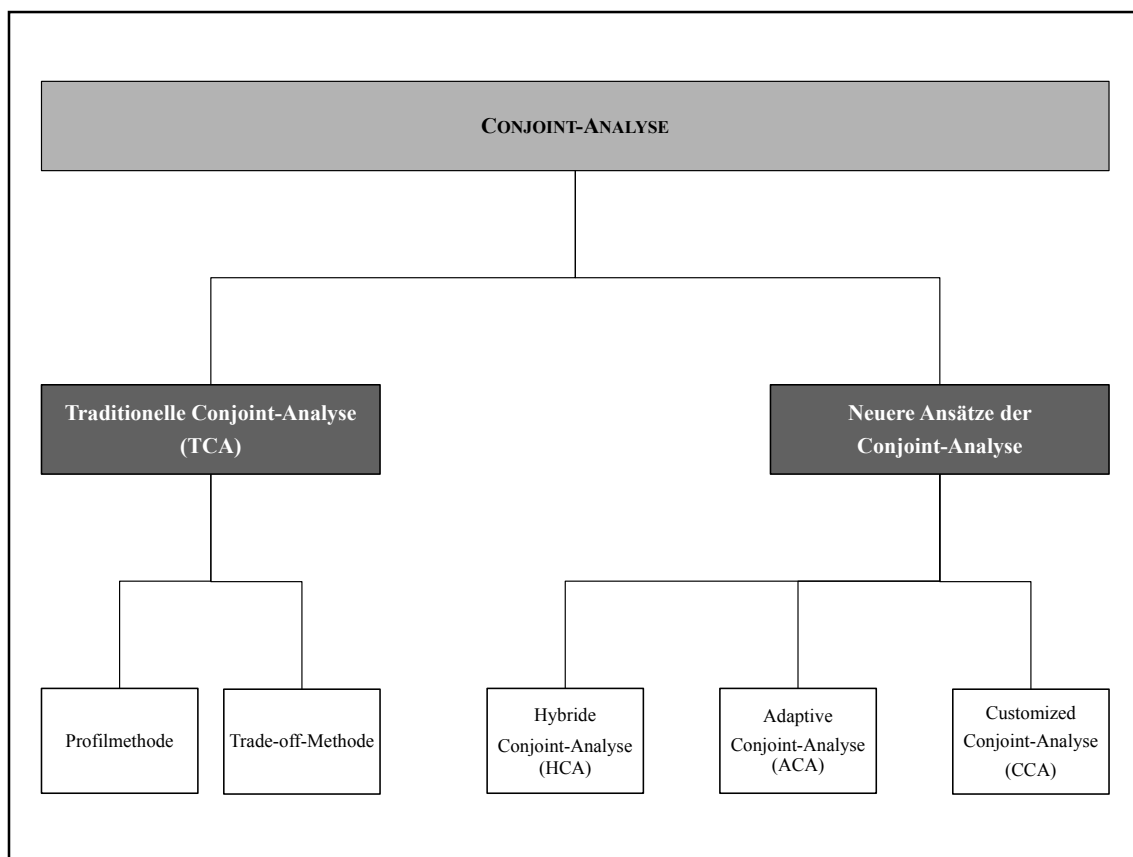 CONJOINT-ANALYSE
Traditionelle Conjoint-Analyse
(TCA)
Neuere Ansätze der
Conjoint-Analyse
Profilmethode
Trade-off-Methode
Hybride
Conjoint-Analyse
(HCA)
Adaptive
Conjoint-Analyse
(ACA)
Customized
Conjoint-Analyse
(CCA)